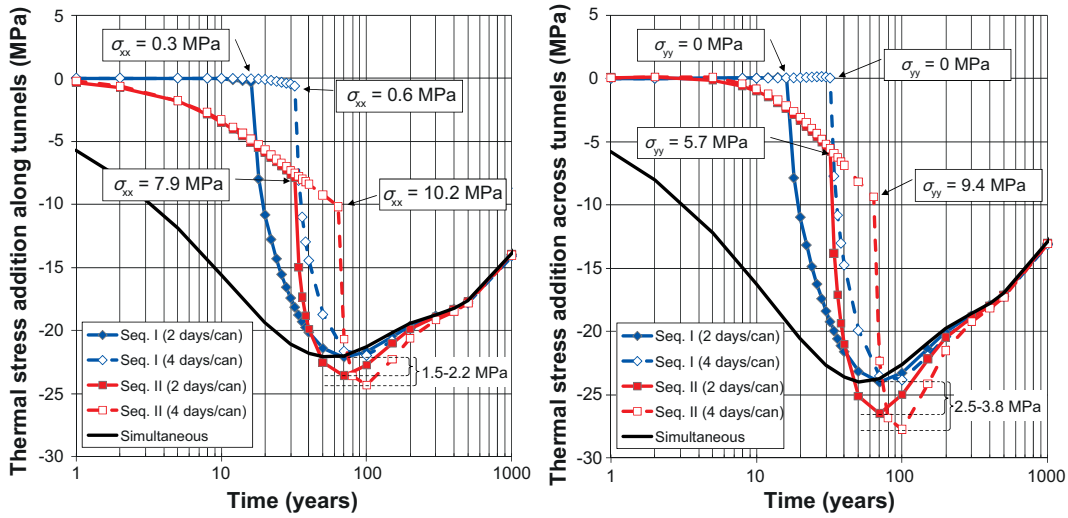 Thermal stress addition along tunnels (MPa)
5
0
-5
-10
-15
-20
-25
-30
σxx = 0.3 MPa
σxx = 0.6 MPa
σxx = 7.9 MPa
σxx = 10.2 MPa
1.5-2.2 MPa
Seq. I (2 days/can)
Seq. I (4 days/can)
Seq. II (2 days/can)
Seq. II (4 days/can)
Simultaneous
1 10 100 1000
Time (years)
Thermal stress addition across tunnels (MPa)
5
0
-5
-10
-15
-20
-25
-30
σyy = 0 MPa
σyy = 0 MPa
σyy = 5.7 MPa
σyy = 9.4 MPa
2.5-3.8 MPa
Seq. I (2 days/can)
Seq. I (4 days/can)
Seq. II (2 days/can)
Seq. II (4 days/can)
Simultaneous
1 10 100 1000
Time (years)